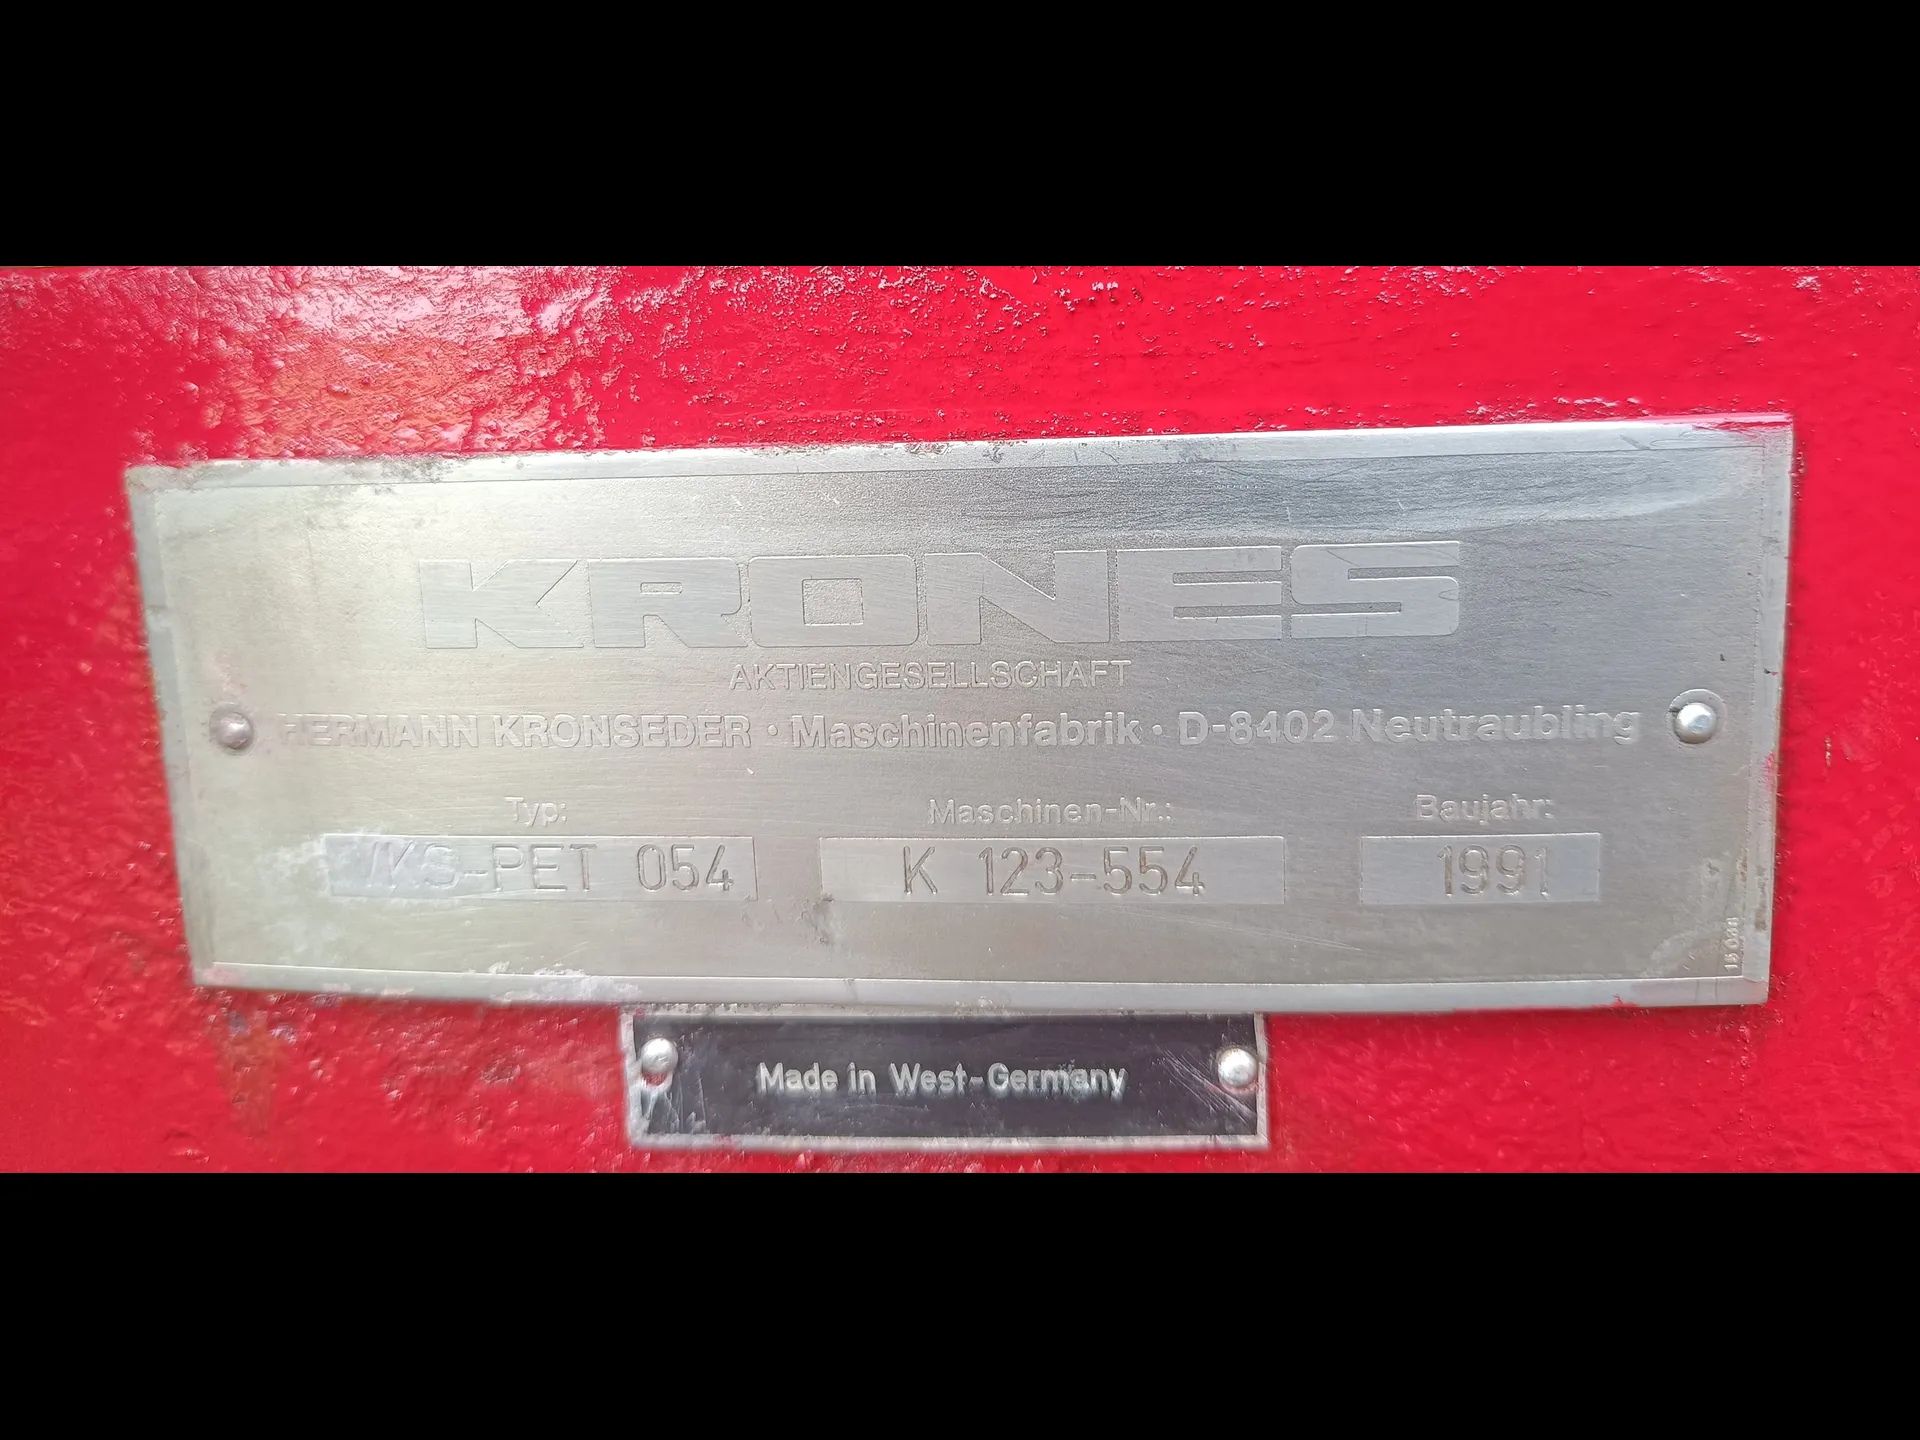 KRONES
AKTIENGESELLSCHAFT
HERMANN KRONSEDER · Maschinenfabrik · D-8402 Neutraubling
Typ: Maschinen-Nr.: Baujahr:
054 K 123-554 1991
Made in West-Germany